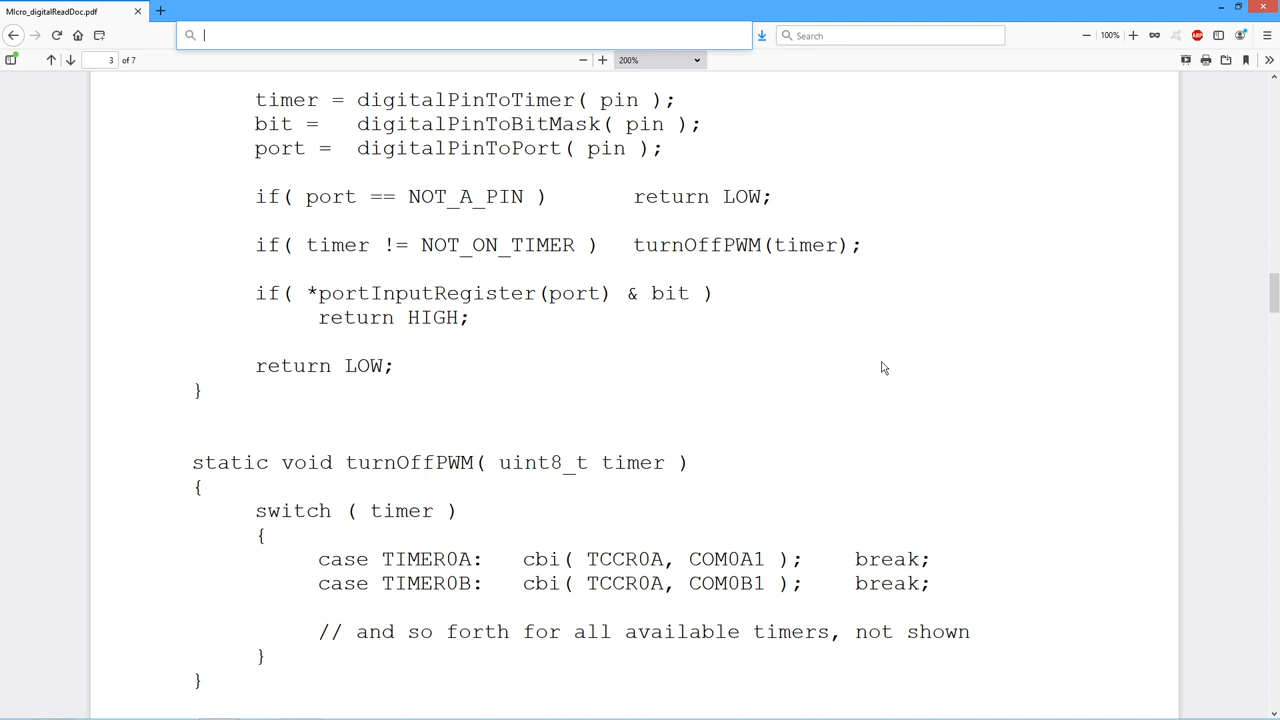 MIcro_digitalReadDoc.pdf
Search
100%
ABP
3 of 7
200%
timer = digitalPinToTimer( pin );
bit = digitalPinToBitMask( pin );
port = digitalPinToPort( pin );
if( port == NOT_A_PIN ) return LOW;
if( timer != NOT_ON_TIMER ) turnOffPWM(timer);
if( *portInputRegister(port) & bit )
return HIGH;
return LOW;
}
static void turnOffPWM( uint8_t timer )
{
switch ( timer )
{
case TIMER0A: cbi( TCCR0A, COM0A1 ); break;
case TIMER0B: cbi( TCCR0A, COM0B1 ); break;
// and so forth for all available timers, not shown
}
}